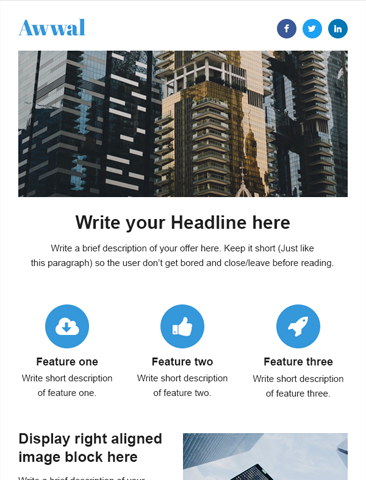 Awwal
Write your Headline here
Write a brief description of your offer here. Keep it short (Just like
this paragraph) so the user don't get bored and close/leave before reading.
Feature one
Write short description
of feature one.
Feature two
Write short description
of feature two.
Feature three
Write short description
of feature three.
Display right aligned
image block here
Write a brief description of your